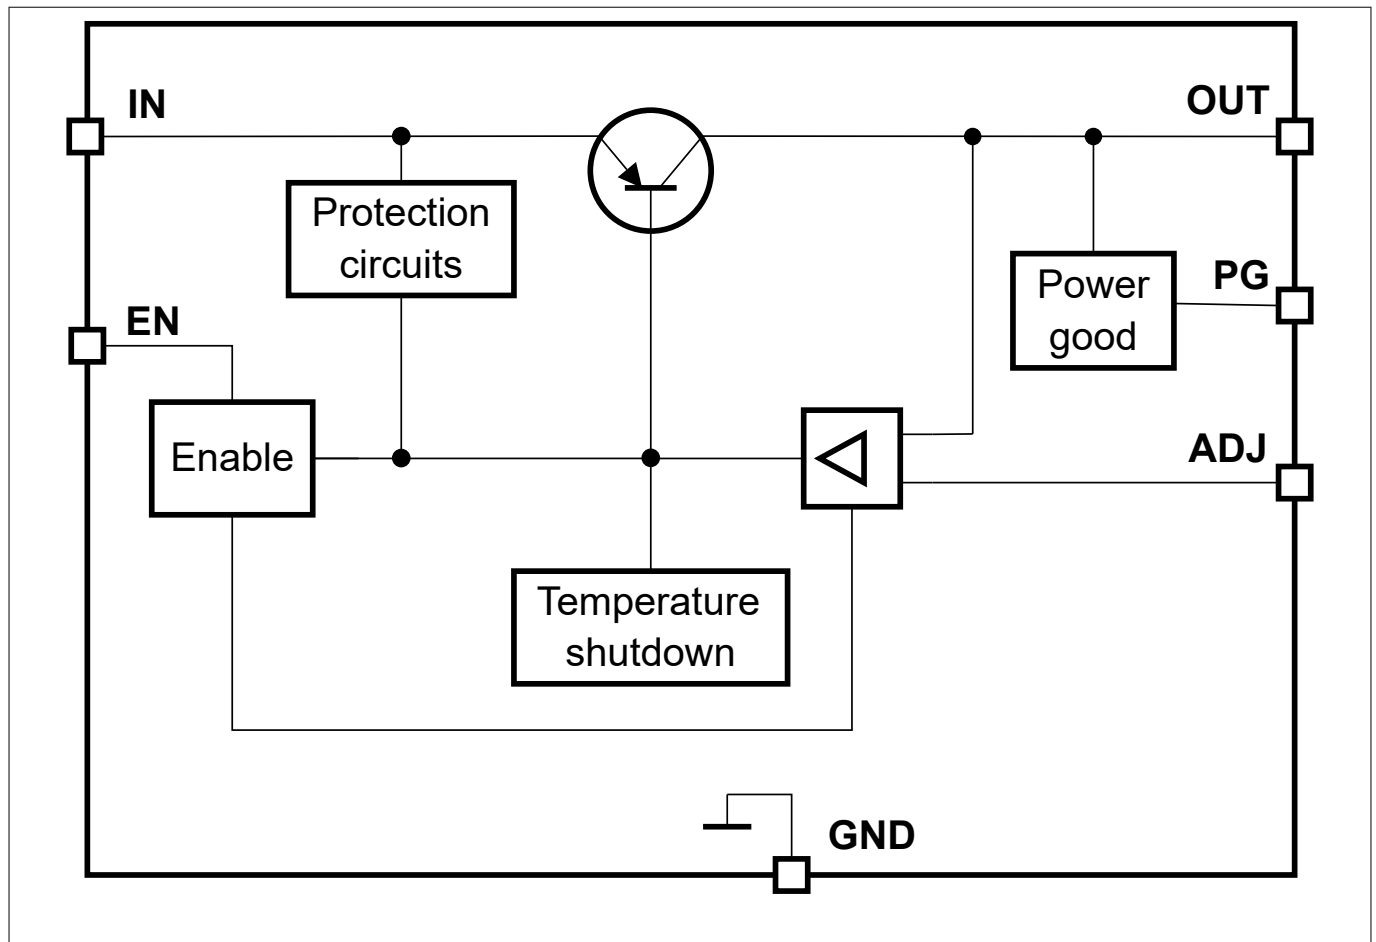 IN
OUT
Protection
circuits
Power
good
PG
EN
Enable
ADJ
Temperature
shutdown
GND